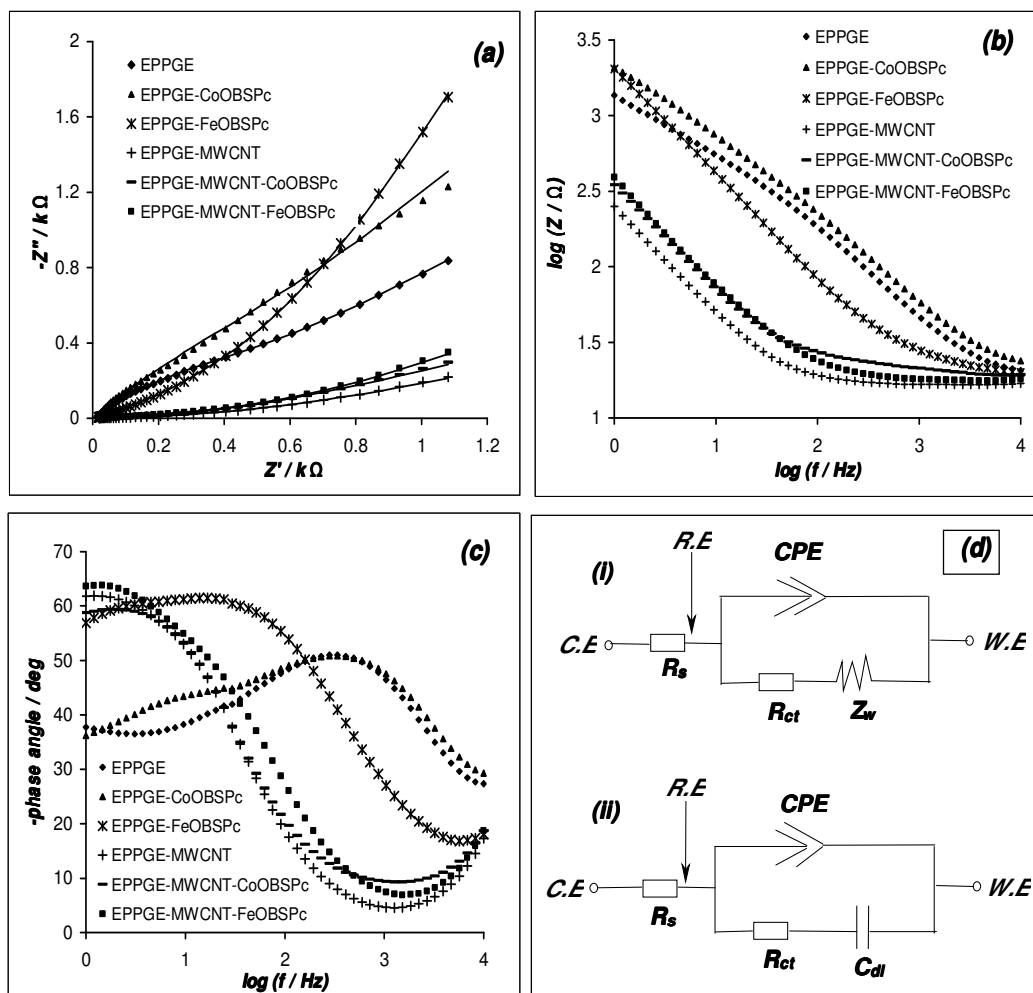 (a)
2
1.6
1.2
0.8
0.4
0
-Z'' / k Ω
EPPGE
EPPGE-CoOBSPc
EPPGE-FeOBSPc
EPPGE-MWCNT
EPPGE-MWCNT-CoOBSPc
EPPGE-MWCNT-FeOBSPc
0 0.2 0.4 0.6 0.8 1 1.2
Z' / k Ω
(b)
3.5
3
2.5
2
1.5
1
log (Z / Ω)
EPPGE
EPPGE-CoOBSPc
EPPGE-FeOBSPc
EPPGE-MWCNT
EPPGE-MWCNT-CoOBSPc
EPPGE-MWCNT-FeOBSPc
0 1 2 3 4
log (f / Hz)
(c)
70
60
50
40
30
20
10
0
-phase angle / deg
EPPGE
EPPGE-CoOBSPc
EPPGE-FeOBSPc
EPPGE-MWCNT
EPPGE-MWCNT-CoOBSPc
EPPGE-MWCNT-FeOBSPc
0 1 2 3 4
log (f / Hz)
(d)
(i)
R.E
CPE
C.E
W.E
Rs
Rct
Zw
(ii)
R.E
CPE
C.E
W.E
Rs
Rct
Cdl